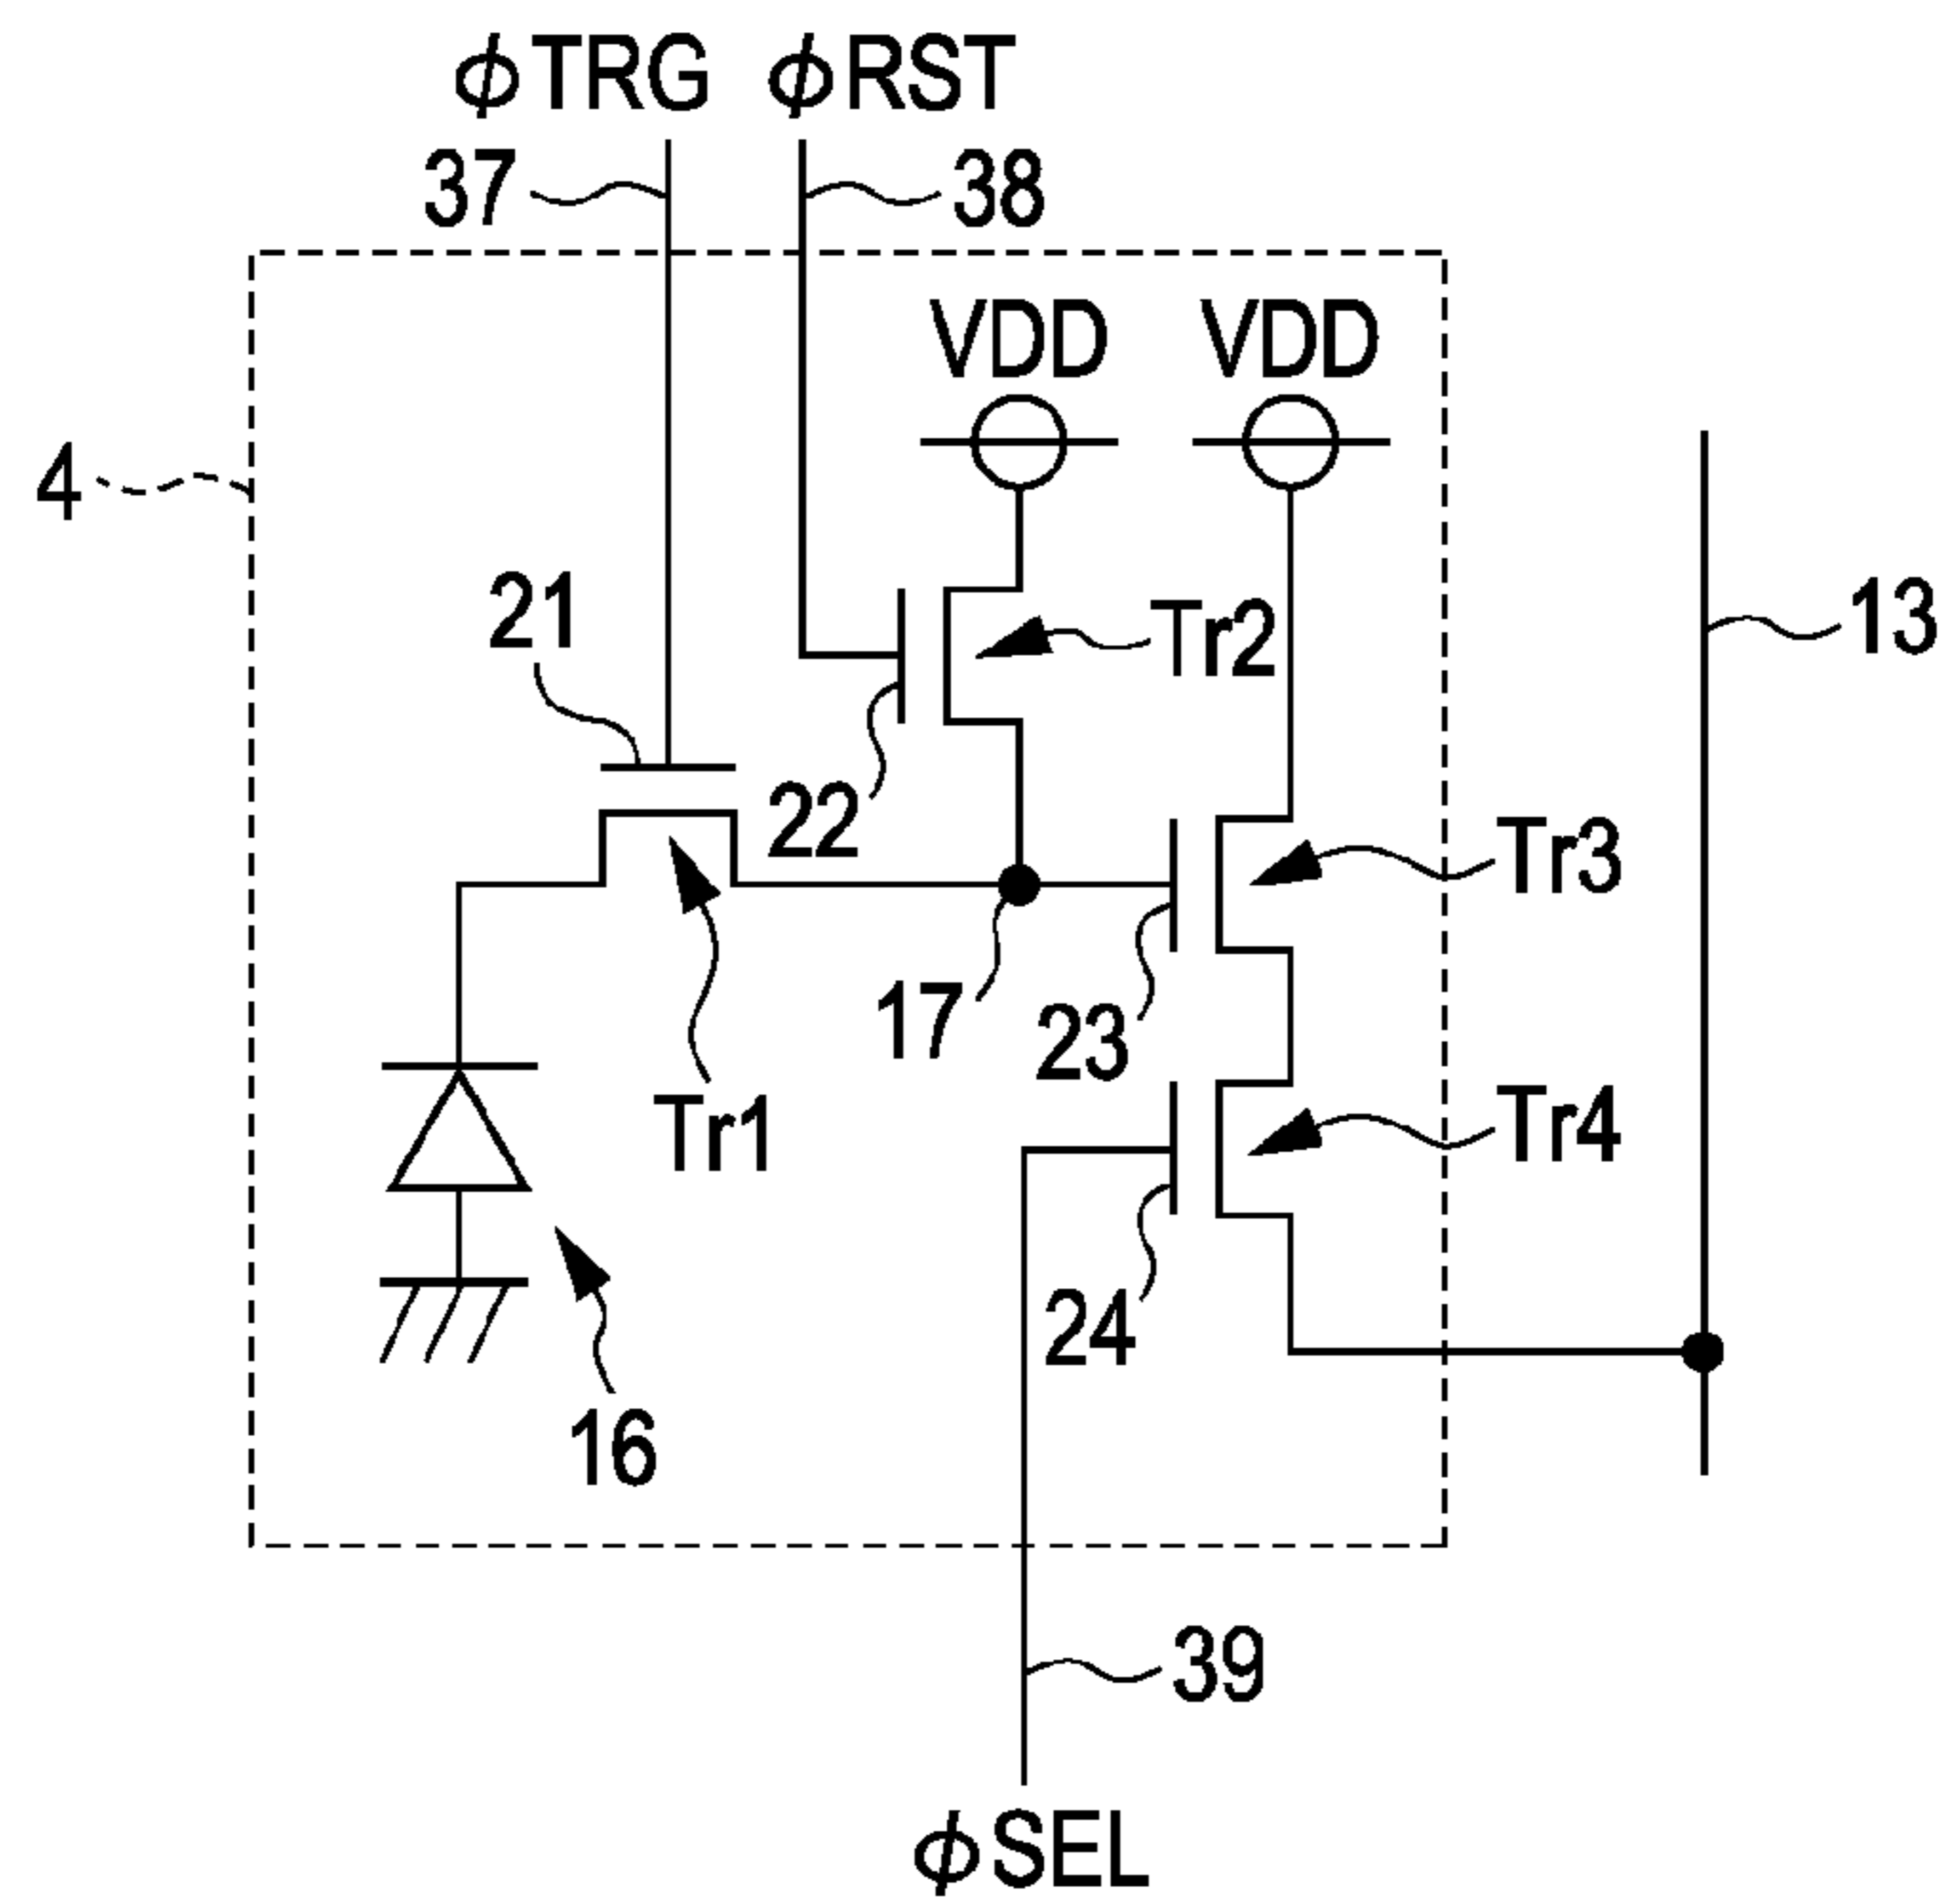 ϕTRG ϕRST
37 38
VDD VDD
4
21
Tr2
13
22
Tr3
17
23
Tr1
Tr4
24
16
39
ϕSEL